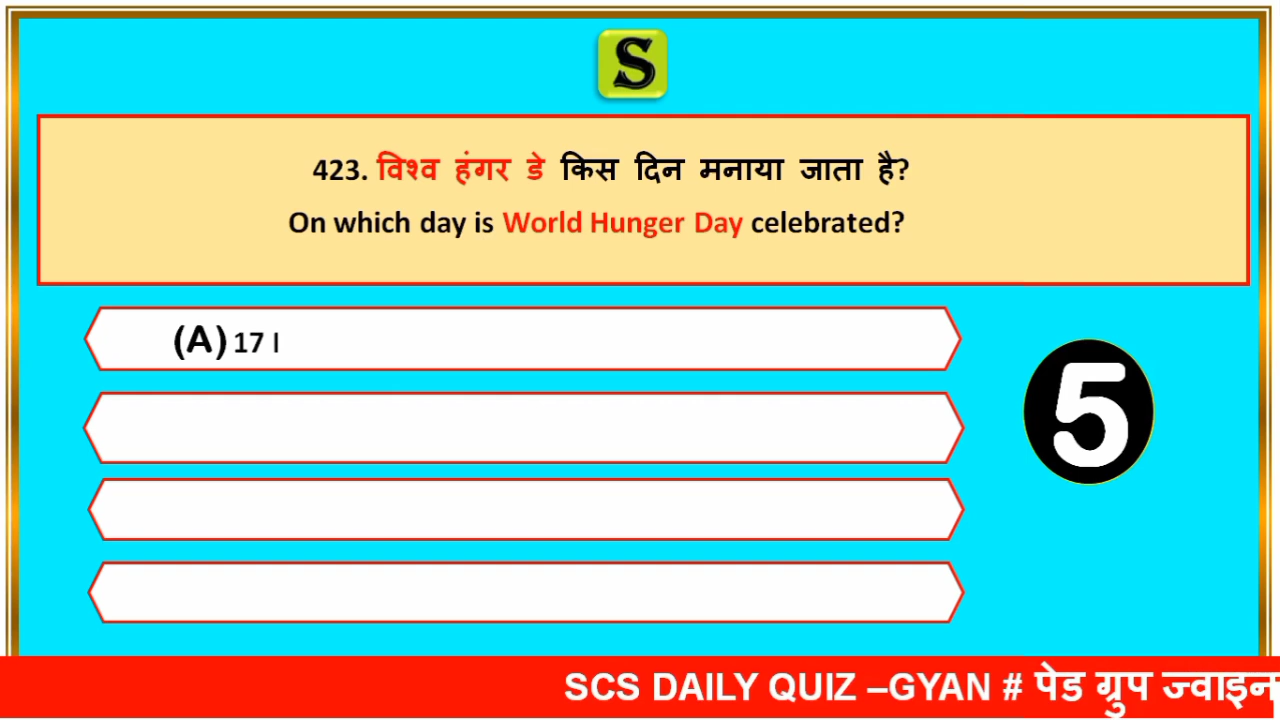 S
423. विश्व हंगर डे किस दिन मनाया जाता है?
On which day is World Hunger Day celebrated?
(A) 17 I
5
SCS DAILY QUIZ –GYAN # पेड ग्रुप ज्वाइन